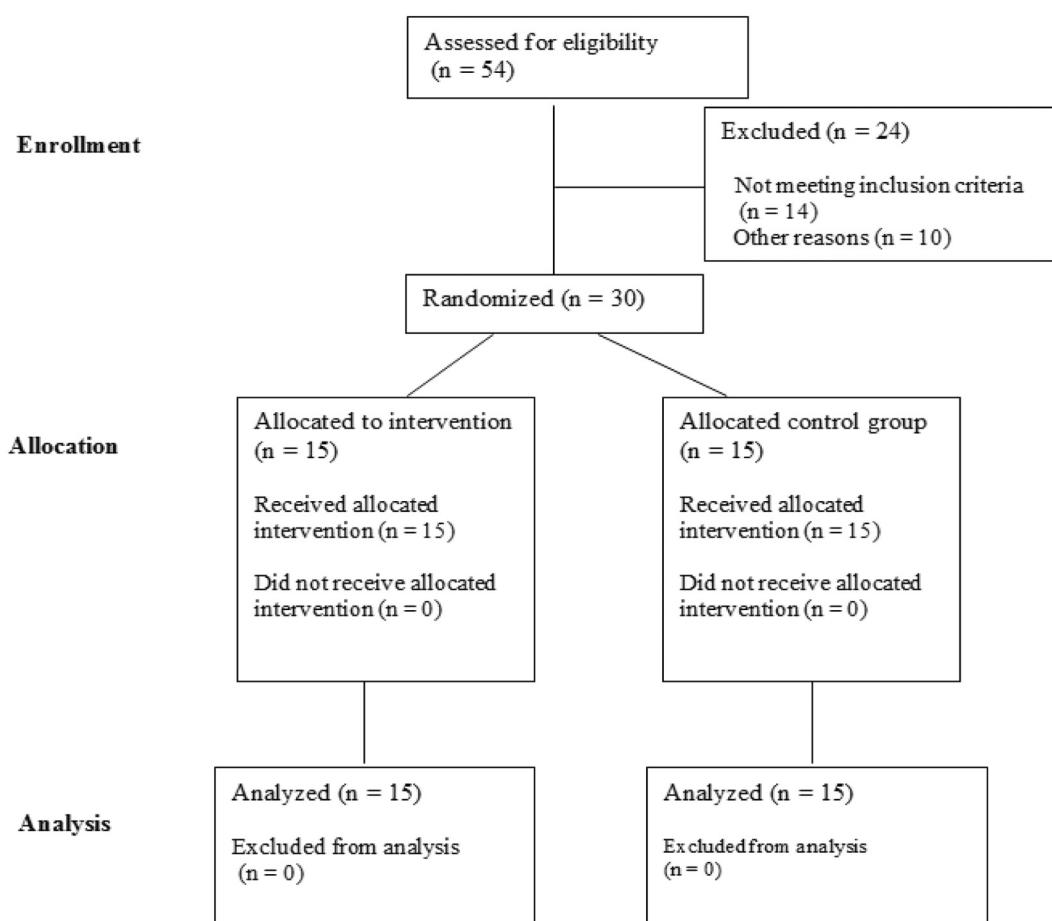 Assessed for eligibility
(n = 54)
Enrollment
Excluded (n = 24)
Not meeting inclusion criteria
(n = 14)
Other reasons (n = 10)
Randomized (n = 30)
Allocation
Allocated to intervention
(n = 15)
Received allocated
intervention (n = 15)
Did not receive allocated
intervention (n = 0)
Allocated control group
(n = 15)
Received allocated
intervention (n = 15)
Did not receive allocated
intervention (n = 0)
Analysis
Analyzed (n = 15)
Excluded from analysis
(n = 0)
Analyzed (n = 15)
Excluded from analysis
(n = 0)